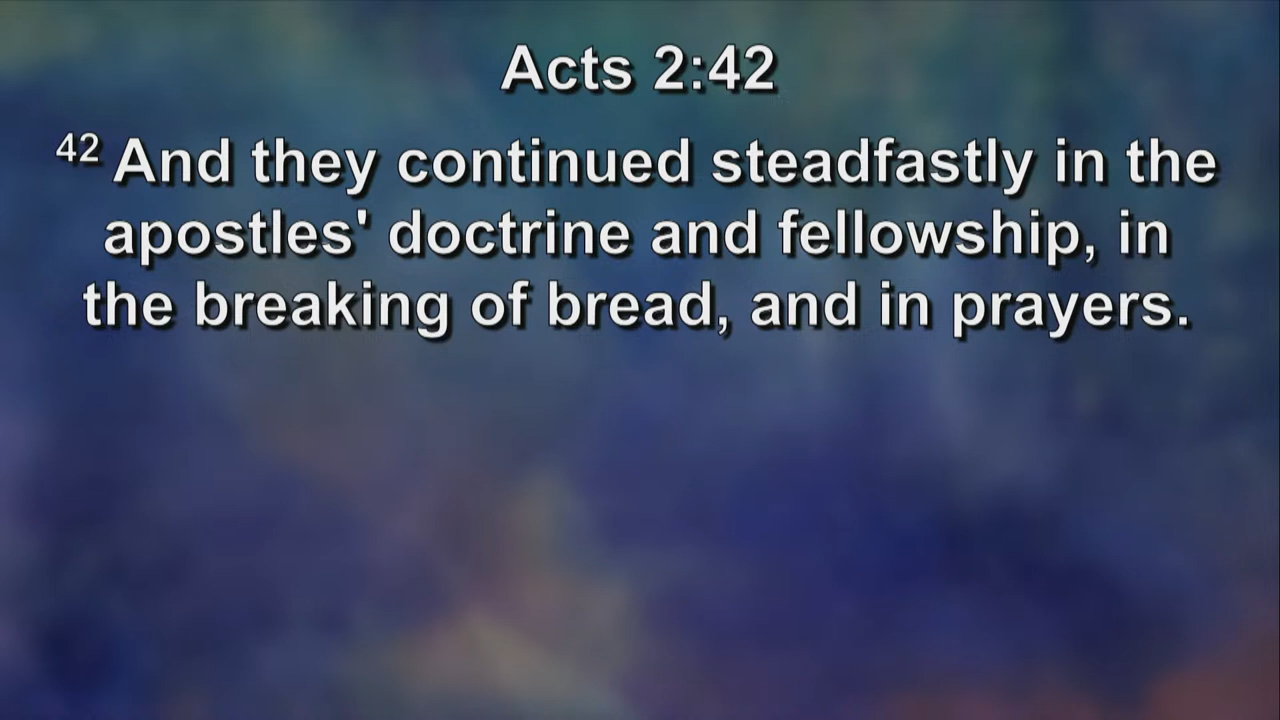 Acts 2:42
42 And they continued steadfastly in the
apostles' doctrine and fellowship, in
the breaking of bread, and in prayers.